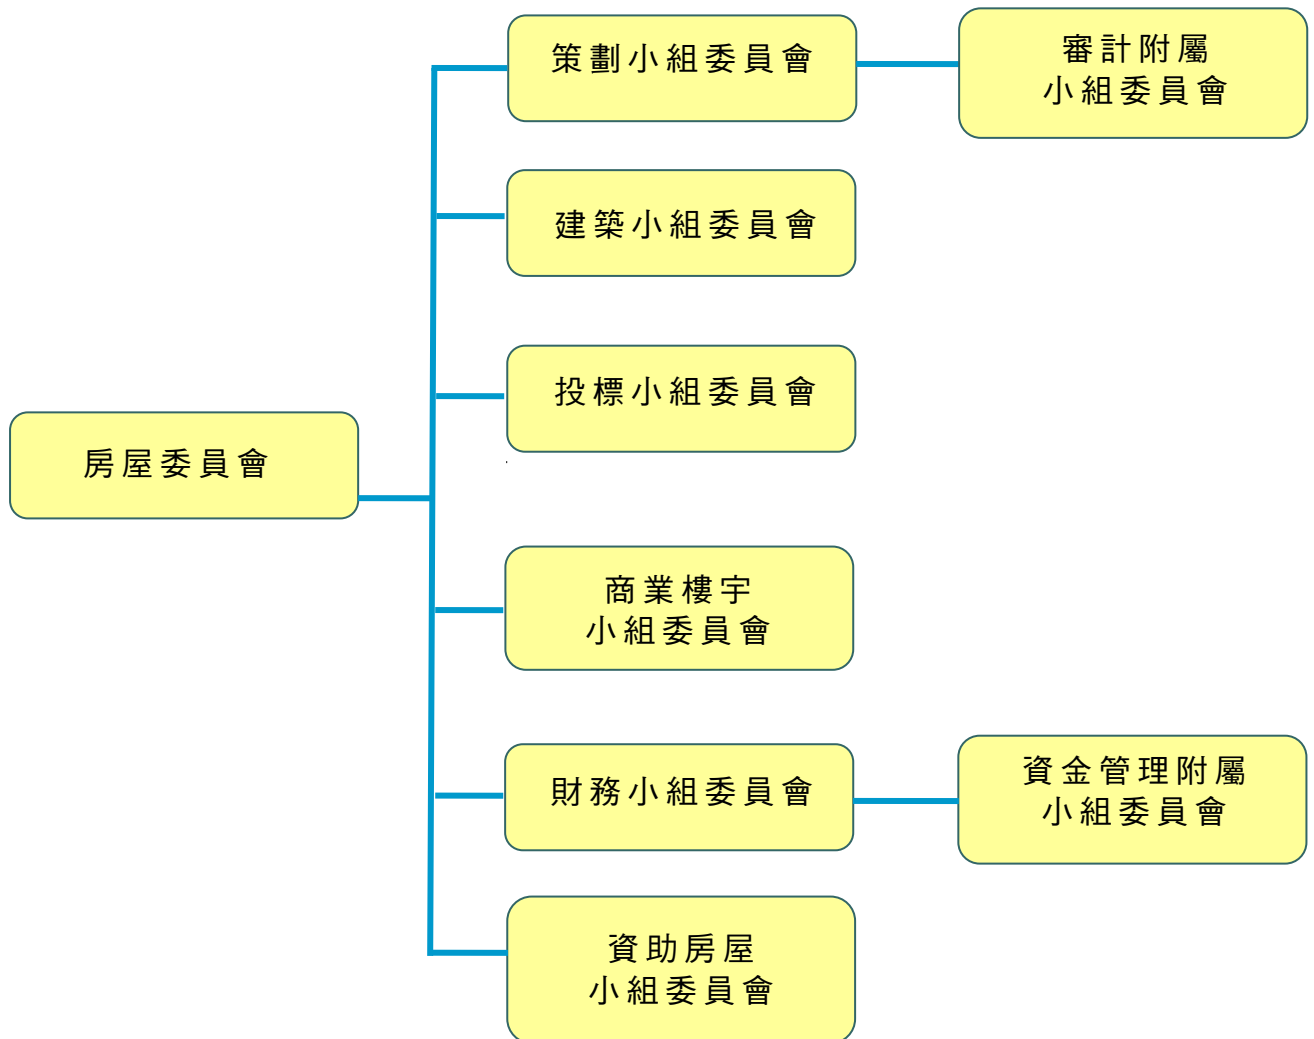 策劃小組委員會
審計附屬
小組委員會
建築小組委員會
投標小組委員會
房屋委員會
商業樓宇
小組委員會
財務小組委員會
資金管理附屬
小組委員會
資助房屋
小組委員會